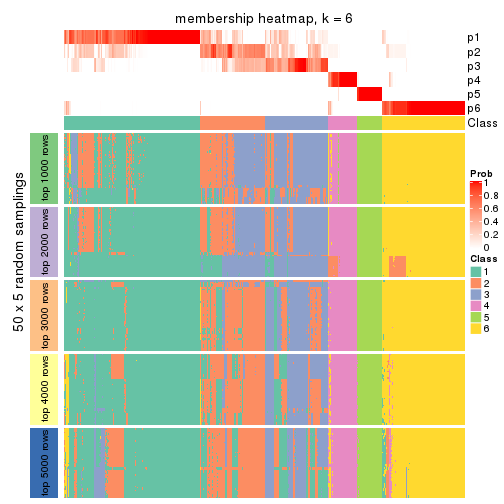 membership heatmap, k = 6
p1
p2
p3
p4
p5
p6
Class
50 x 5 random samplings
top 1000 rows
top 2000 rows
top 3000 rows
top 4000 rows
top 5000 rows
Prob
1
0.8
0.6
0.4
0.2
0
Class
1
2
3
4
5
6